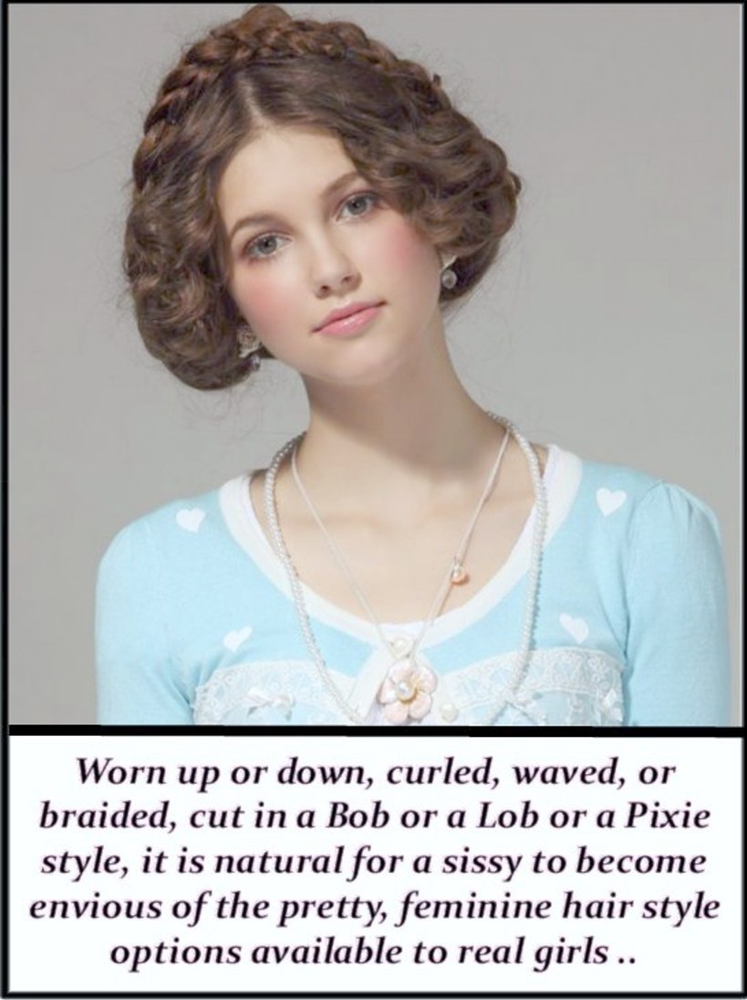 Worn up or down, curled, waved, or
braided, cut in a Bob or a Lob or a Pixie
style, it is natural for a sissy to become
envious of the pretty, feminine hair style
options available to real girls ..